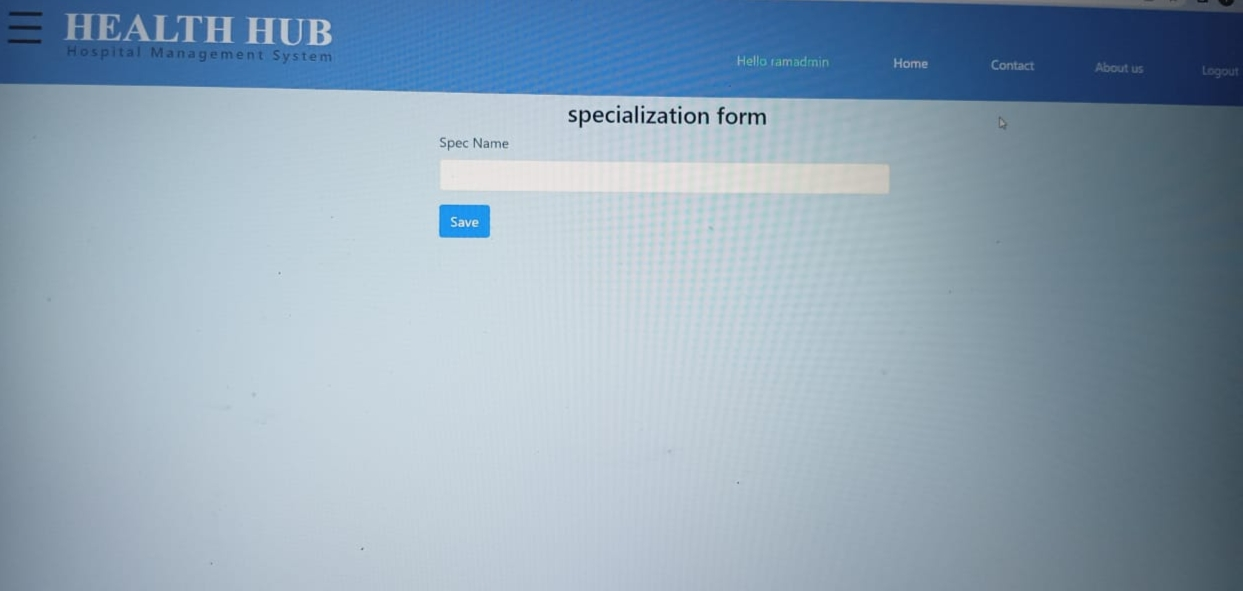 HEALTH HUB
Hospital Management System
Hello ramadmin
Home
Contact
About us
Logout
specialization form
Spec Name
Save